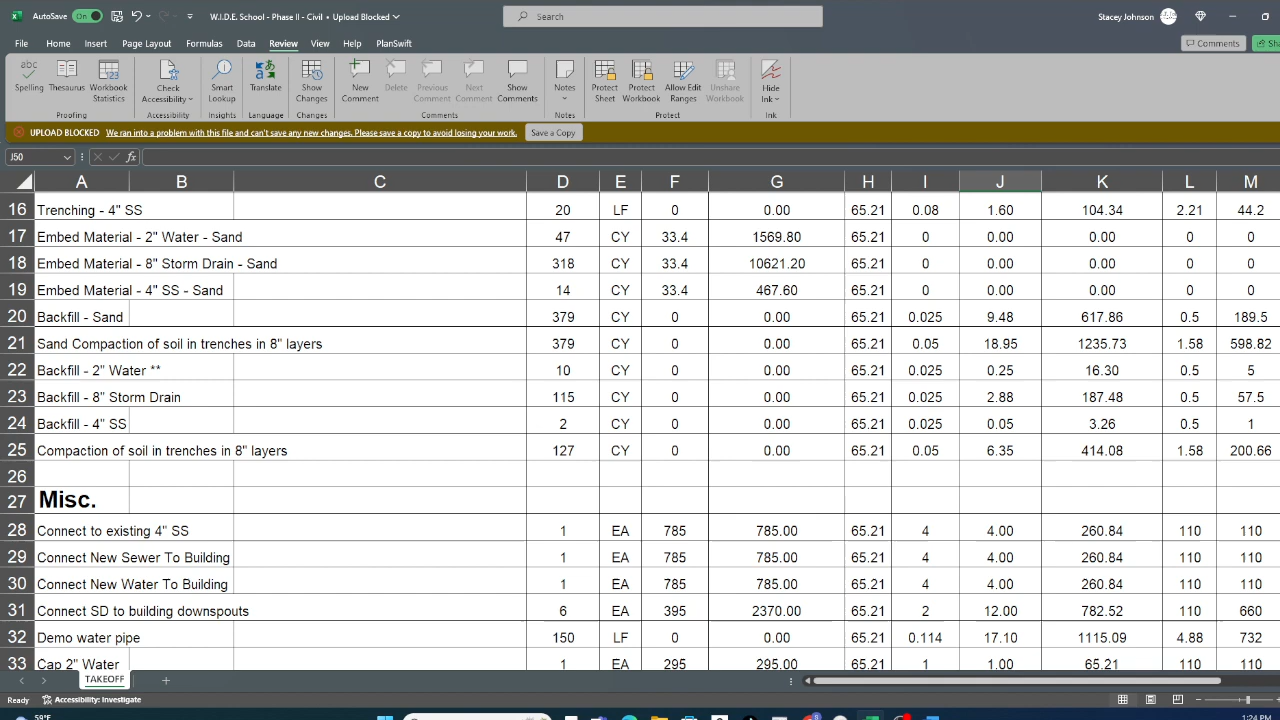 AutoSave On W.I.D.E. School - Phase II - Civil • Upload Blocked Search Stacey Johnson
File Home Insert Page Layout Formulas Data Review View Help PlanSwift Comments
abc Spelling Thesaurus Workbook Statistics Check Accessibility Smart Lookup Translate Show Changes New Comment Delete Previous Comment Next Comment Show Comments Notes Protect Sheet Protect Workbook Allow Edit Ranges Unshare Workbook Hide Ink
Proofing Accessibility Insights Language Changes Comments Notes Protect Ink
UPLOAD BLOCKED We ran into a problem with this file and can't save any new changes. Please save a copy to avoid losing your work. Save a Copy
J50 fx
A B C D E F G H I J K L M
16 Trenching - 4" SS 20 LF 0 0.00 65.21 0.08 1.60 104.34 2.21 44.2
17 Embed Material - 2" Water - Sand 47 CY 33.4 1569.80 65.21 0 0.00 0.00 0 0
18 Embed Material - 8" Storm Drain - Sand 318 CY 33.4 10621.20 65.21 0 0.00 0.00 0 0
19 Embed Material - 4" SS - Sand 14 CY 33.4 467.60 65.21 0 0.00 0.00 0 0
20 Backfill - Sand 379 CY 0 0.00 65.21 0.025 9.48 617.86 0.5 189.5
21 Sand Compaction of soil in trenches in 8" layers 379 CY 0 0.00 65.21 0.05 18.95 1235.73 1.58 598.82
22 Backfill - 2" Water ** 10 CY 0 0.00 65.21 0.025 0.25 16.30 0.5 5
23 Backfill - 8" Storm Drain 115 CY 0 0.00 65.21 0.025 2.88 187.48 0.5 57.5
24 Backfill - 4" SS 2 CY 0 0.00 65.21 0.025 0.05 3.26 0.5 1
25 Compaction of soil in trenches in 8" layers 127 CY 0 0.00 65.21 0.05 6.35 414.08 1.58 200.66
26
27 Misc.
28 Connect to existing 4" SS 1 EA 785 785.00 65.21 4 4.00 260.84 110 110
29 Connect New Sewer To Building 1 EA 785 785.00 65.21 4 4.00 260.84 110 110
30 Connect New Water To Building 1 EA 785 785.00 65.21 4 4.00 260.84 110 110
31 Connect SD to building downspouts 6 EA 395 2370.00 65.21 2 12.00 782.52 110 660
32 Demo water pipe 150 LF 0 0.00 65.21 0.114 17.10 1115.09 4.88 732
33 Cap 2" Water 1 EA 295 295.00 65.21 1 1.00 65.21 110 110
TAKEOFF
Ready Accessibility: Investigate
59°F 1:24 PM